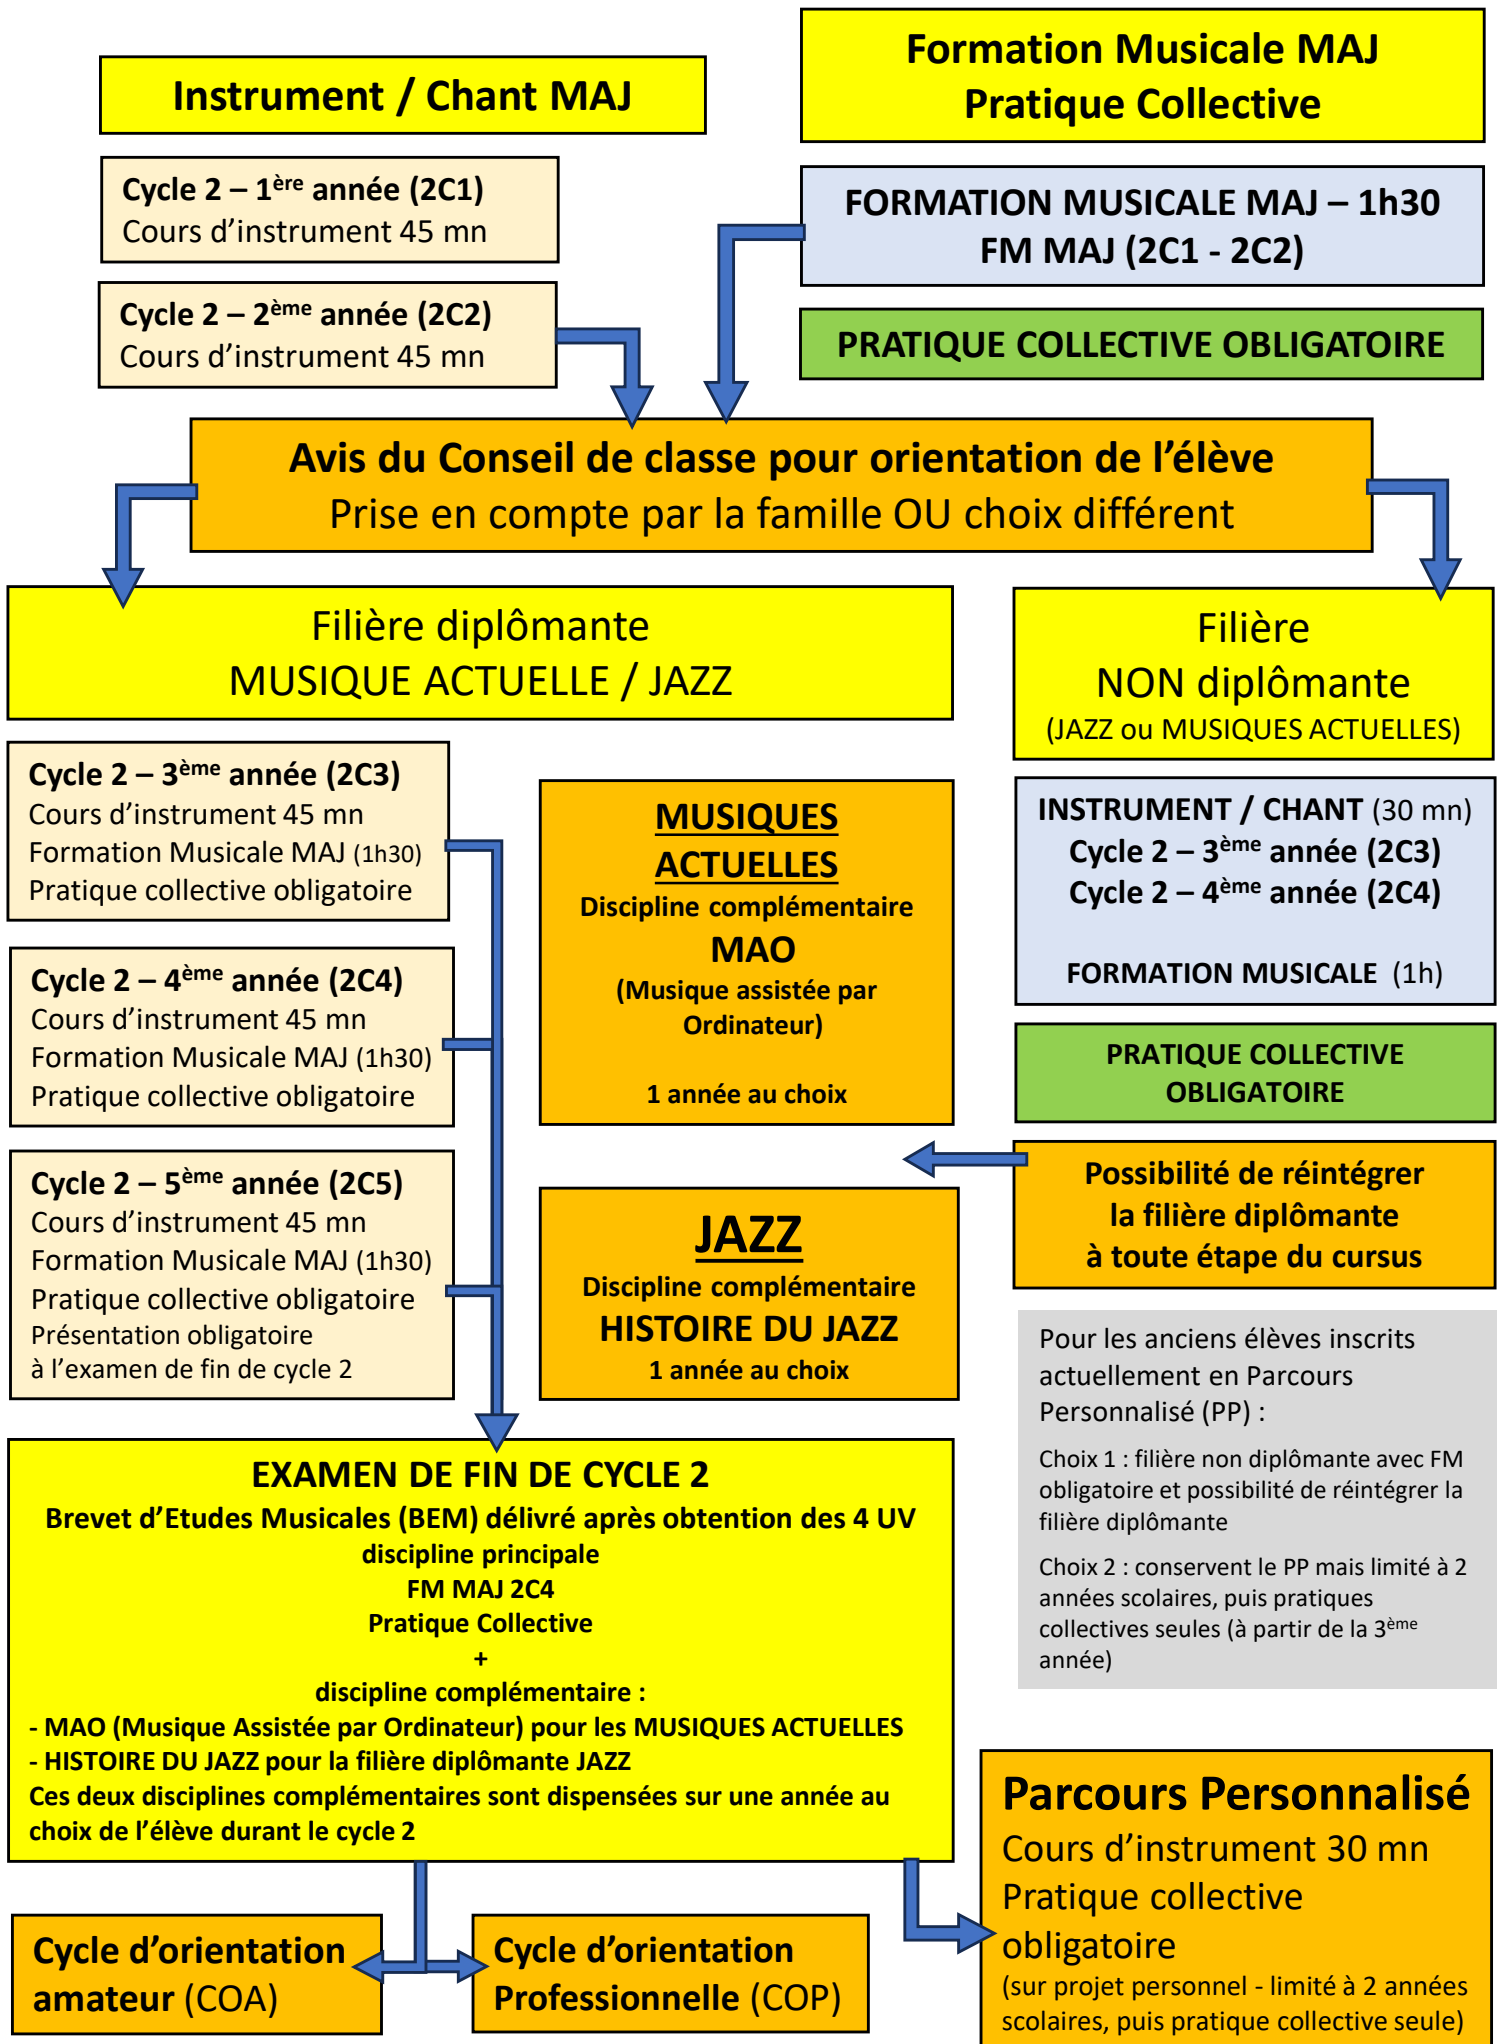 Instrument / Chant MAJ
Formation Musicale MAJ
Pratique Collective
Cycle 2 – 1ère année (2C1)
Cours d'instrument 45 mn
FORMATION MUSICALE MAJ – 1h30
FM MAJ (2C1 - 2C2)
Cycle 2 – 2ème année (2C2)
Cours d'instrument 45 mn
PRATIQUE COLLECTIVE OBLIGATOIRE
Avis du Conseil de classe pour orientation de l'élève
Prise en compte par la famille OU choix différent
Filière diplômante
MUSIQUE ACTUELLE / JAZZ
Filière
NON diplômante
(JAZZ ou MUSIQUES ACTUELLES)
Cycle 2 – 3ème année (2C3)
Cours d'instrument 45 mn
Formation Musicale MAJ (1h30)
Pratique collective obligatoire
Cycle 2 – 4ème année (2C4)
Cours d'instrument 45 mn
Formation Musicale MAJ (1h30)
Pratique collective obligatoire
Cycle 2 – 5ème année (2C5)
Cours d'instrument 45 mn
Formation Musicale MAJ (1h30)
Pratique collective obligatoire
Présentation obligatoire
à l'examen de fin de cycle 2
MUSIQUES
ACTUELLES
Discipline complémentaire
MAO
(Musique assistée par
Ordinateur)
1 année au choix
JAZZ
Discipline complémentaire
HISTOIRE DU JAZZ
1 année au choix
INSTRUMENT / CHANT (30 mn)
Cycle 2 – 3ème année (2C3)
Cycle 2 – 4ème année (2C4)
FORMATION MUSICALE (1h)
PRATIQUE COLLECTIVE
OBLIGATOIRE
Possibilité de réintégrer
la filière diplômante
à toute étape du cursus
Pour les anciens élèves inscrits
actuellement en Parcours
Personnalisé (PP) :
Choix 1 : filière non diplômante avec FM
obligatoire et possibilité de réintégrer la
filière diplômante
Choix 2 : conservent le PP mais limité à 2
années scolaires, puis pratiques
collectives seules (à partir de la 3ème
année)
EXAMEN DE FIN DE CYCLE 2
Brevet d'Etudes Musicales (BEM) délivré après obtention des 4 UV
discipline principale
FM MAJ 2C4
Pratique Collective
+
discipline complémentaire :
- MAO (Musique Assistée par Ordinateur) pour les MUSIQUES ACTUELLES
- HISTOIRE DU JAZZ pour la filière diplômante JAZZ
Ces deux disciplines complémentaires sont dispensées sur une année au
choix de l'élève durant le cycle 2
Cycle d'orientation
amateur (COA)
Cycle d'orientation
Professionnelle (COP)
Parcours Personnalisé
Cours d'instrument 30 mn
Pratique collective
obligatoire
(sur projet personnel - limité à 2 années
scolaires, puis pratique collective seule)